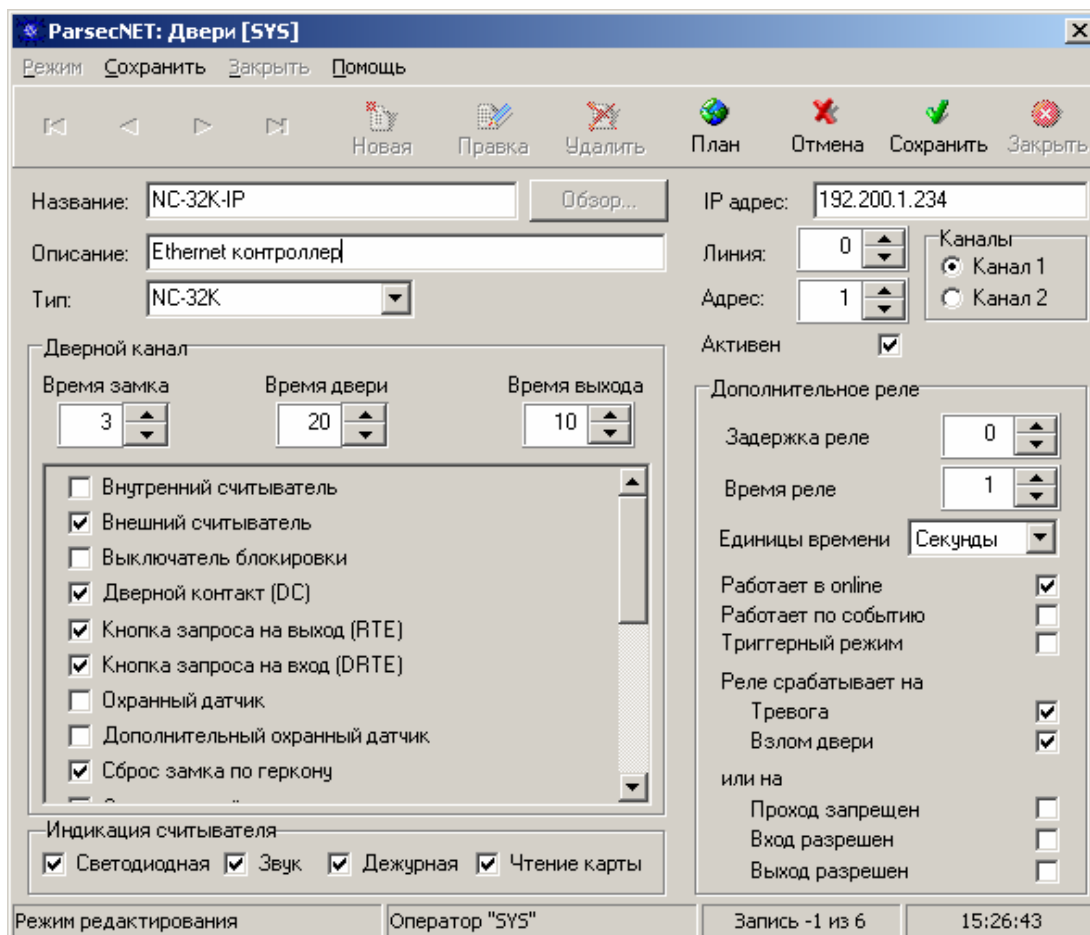 ParsecNET: Двери [SYS]
Режим Сохранить Закрыть Помощь
Новая Правка Удалить План Отмена Сохранить Закрыть
Название: NC-32K-IP Обзор...
Описание: Ethernet контроллер
Тип: NC-32K
IP адрес: 192.200.1.234
Линия: 0
Адрес: 1
Каналы
Канал 1
Канал 2
Активен
Дверной канал
Время замка Время двери Время выхода
3 20 10
Внутренний считыватель
Внешний считыватель
Выключатель блокировки
Дверной контакт (DC)
Кнопка запроса на выход (RTE)
Кнопка запроса на вход (DRTE)
Охранный датчик
Дополнительный охранный датчик
Сброс замка по геркону
Индикация считывателя
Светодиодная Звук Дежурная Чтение карты
Дополнительное реле
Задержка реле 0
Время реле 1
Единицы времени Секунды
Работает в online
Работает по событию
Триггерный режим
Реле срабатывает на
Тревога
Взлом двери
или на
Проход запрещен
Вход разрешен
Выход разрешен
Режим редактирования Оператор "SYS" Запись -1 из 6 15:26:43